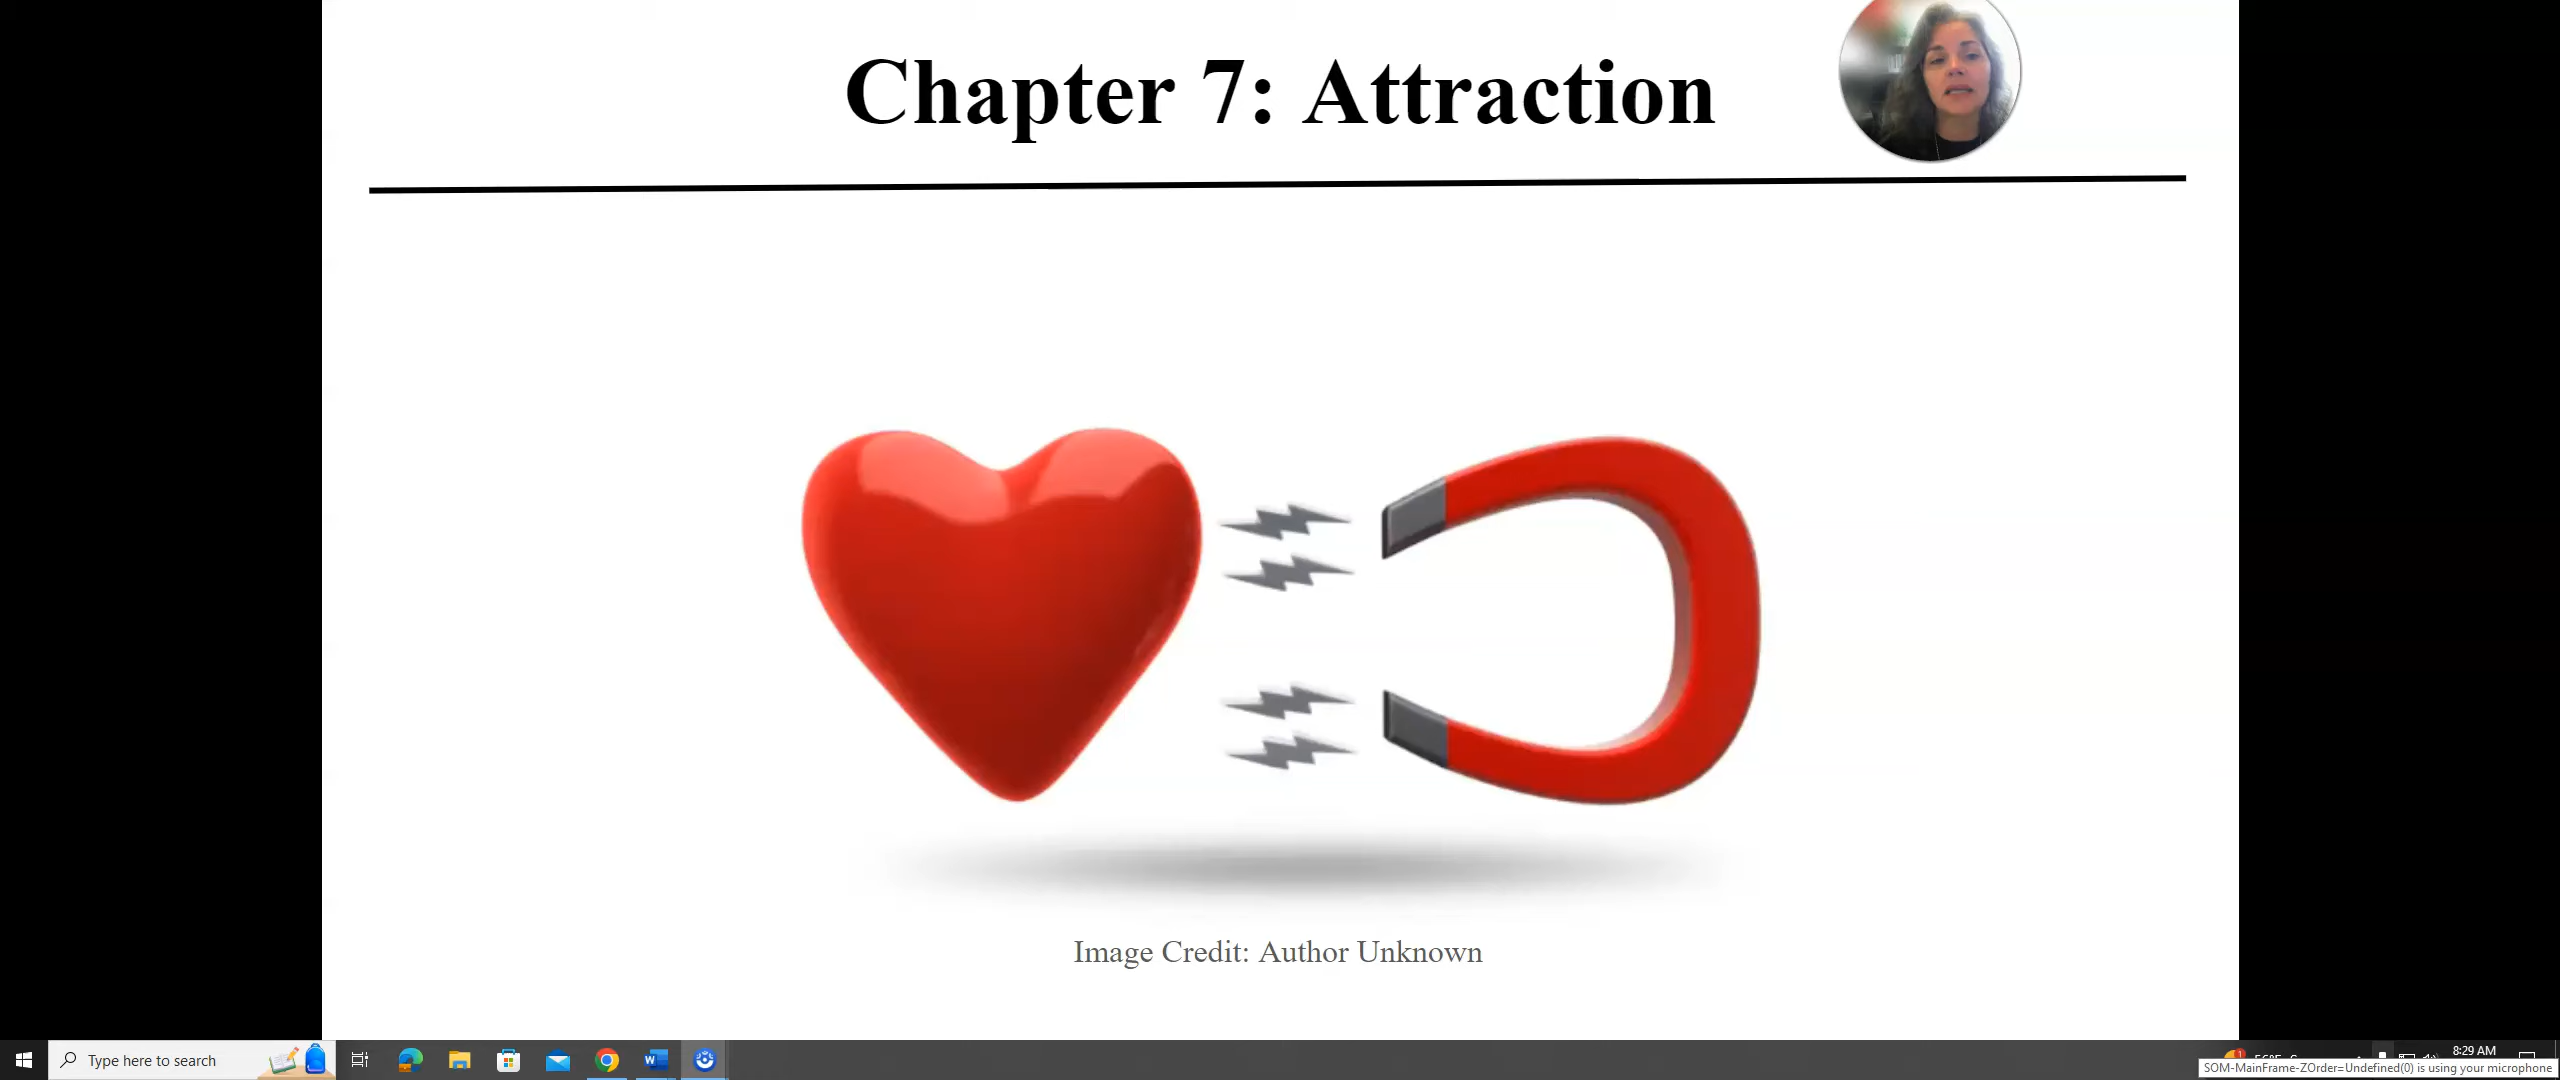 Chapter 7: Attraction
Image Credit: Author Unknown
Type here to search
8:29 AM
SOM-MainFrame-ZOrder=Undefined(0) is using your microphone